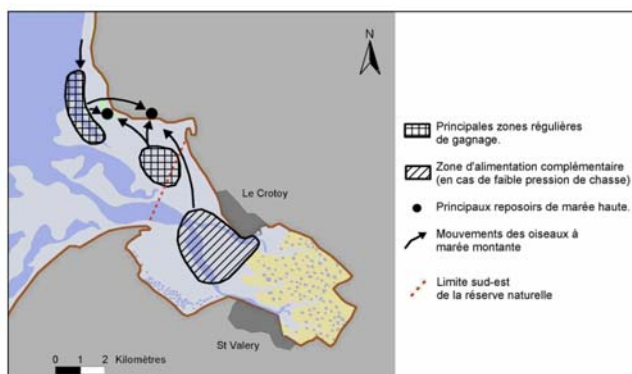 N
Le Crotoy
St Valery
0 1 2 Kilomètres
Principales zones régulières
de gagnage.
Zone d'alimentation complémentaire
(en cas de faible pression de chasse)
Principaux reposoirs de marée haute.
Mouvements des oiseaux à
marée montante
Limite sud-est
de la réserve naturelle